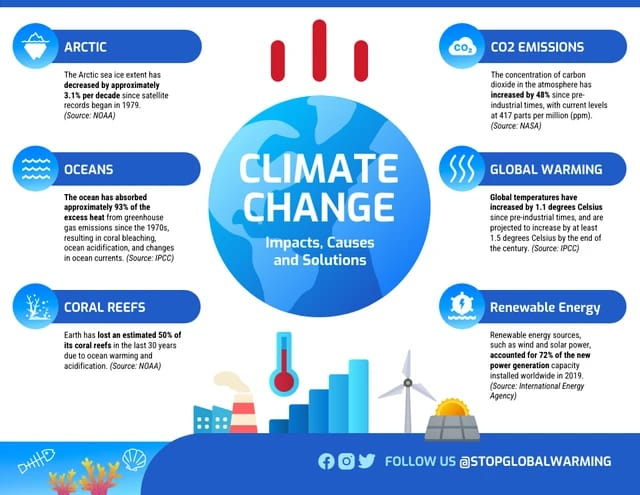 ARCTIC
The Arctic sea ice extent has
decreased by approximately
3.1% per decade since satellite
records began in 1979.
(Source: NOAA)
OCEANS
The ocean has absorbed
approximately 93% of the
excess heat from greenhouse
gas emissions since the 1970s,
resulting in coral bleaching,
ocean acidification, and changes
in ocean currents. (Source: IPCC)
CORAL REEFS
Earth has lost an estimated 50% of
its coral reefs in the last 30 years
due to ocean warming and
acidification. (Source: NOAA)
CLIMATE
CHANGE
Impacts, Causes
and Solutions
CO2
CO2 EMISSIONS
The concentration of carbon
dioxide in the atmosphere has
increased by 48% since pre-
industrial times, with current levels
at 417 parts per million (ppm).
(Source: NASA)
GLOBAL WARMING
Global temperatures have
increased by 1.1 degrees Celsius
since pre-industrial times, and are
projected to increase by at least
1.5 degrees Celsius by the end of
the century. (Source: IPCC)
Renewable Energy
Renewable energy sources,
such as wind and solar power,
accounted for 72% of the new
power generation capacity
installed worldwide in 2019.
(Source: International Energy
Agency)
FOLLOW US @STOPGLOBALWARMING